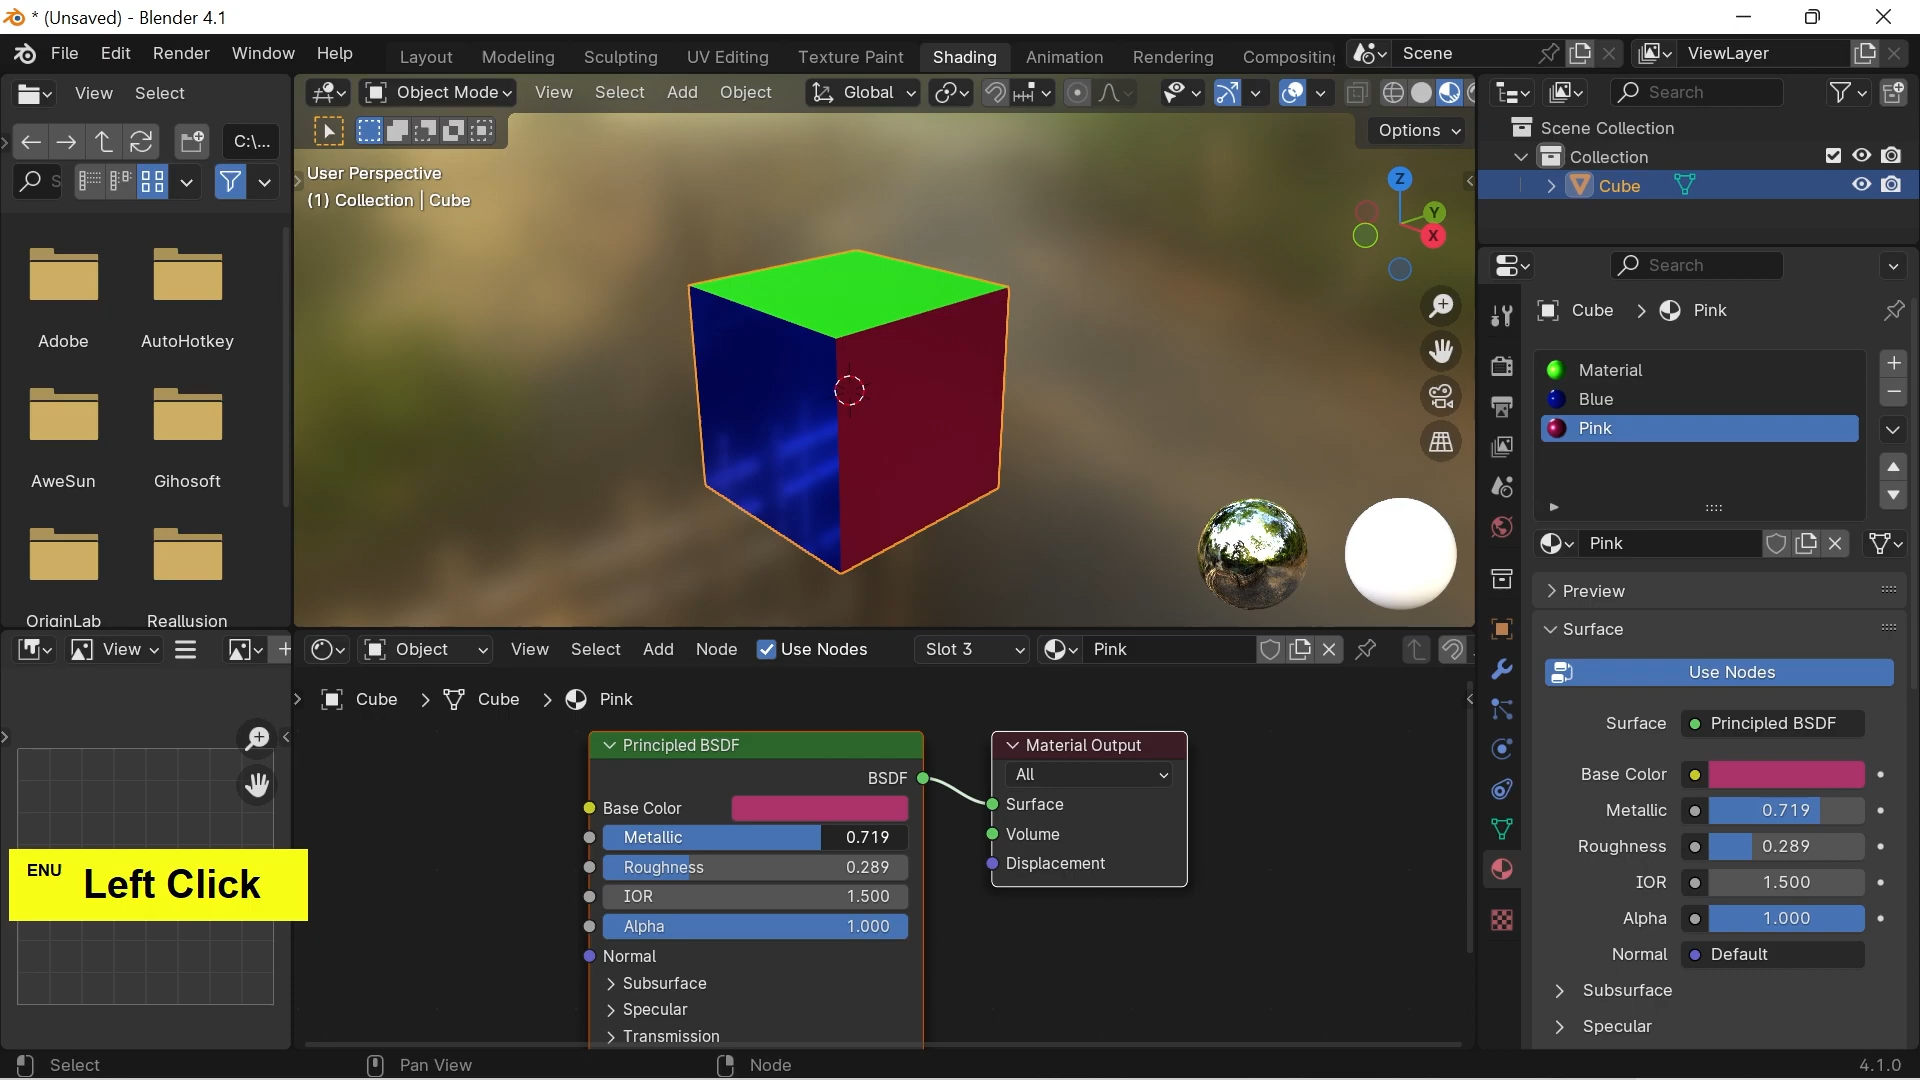 * (Unsaved) - Blender 4.1
File Edit Render Window Help
Layout Modeling Sculpting UV Editing Texture Paint Shading Animation Rendering
Scene
ViewLayer
View Select
Object Mode View Select Add Object
Global
Search
C:\...
Options
User Perspective
(1) Collection | Cube
Z
Y
X
Adobe
AutoHotkey
AweSun
Gihosoft
OriginLab
Reallusion
Scene Collection
Collection
Cube
Search
Cube > Pink
Material
Blue
Pink
Pink
Preview
Surface
Use Nodes
Surface Principled BSDF
Base Color
Metallic 0.719
Roughness 0.289
IOR 1.500
Alpha 1.000
Normal Default
Subsurface
Specular
View
Object View Select Add Node Use Nodes Slot 3 Pink
Cube > Cube > Pink
Principled BSDF
BSDF
Base Color
Metallic 0.719
Roughness 0.289
IOR 1.500
Alpha 1.000
Normal
Subsurface
Specular
Transmission
Material Output
All
Surface
Volume
Displacement
ENU Left Click
Select
Pan View
Node
4.1.0